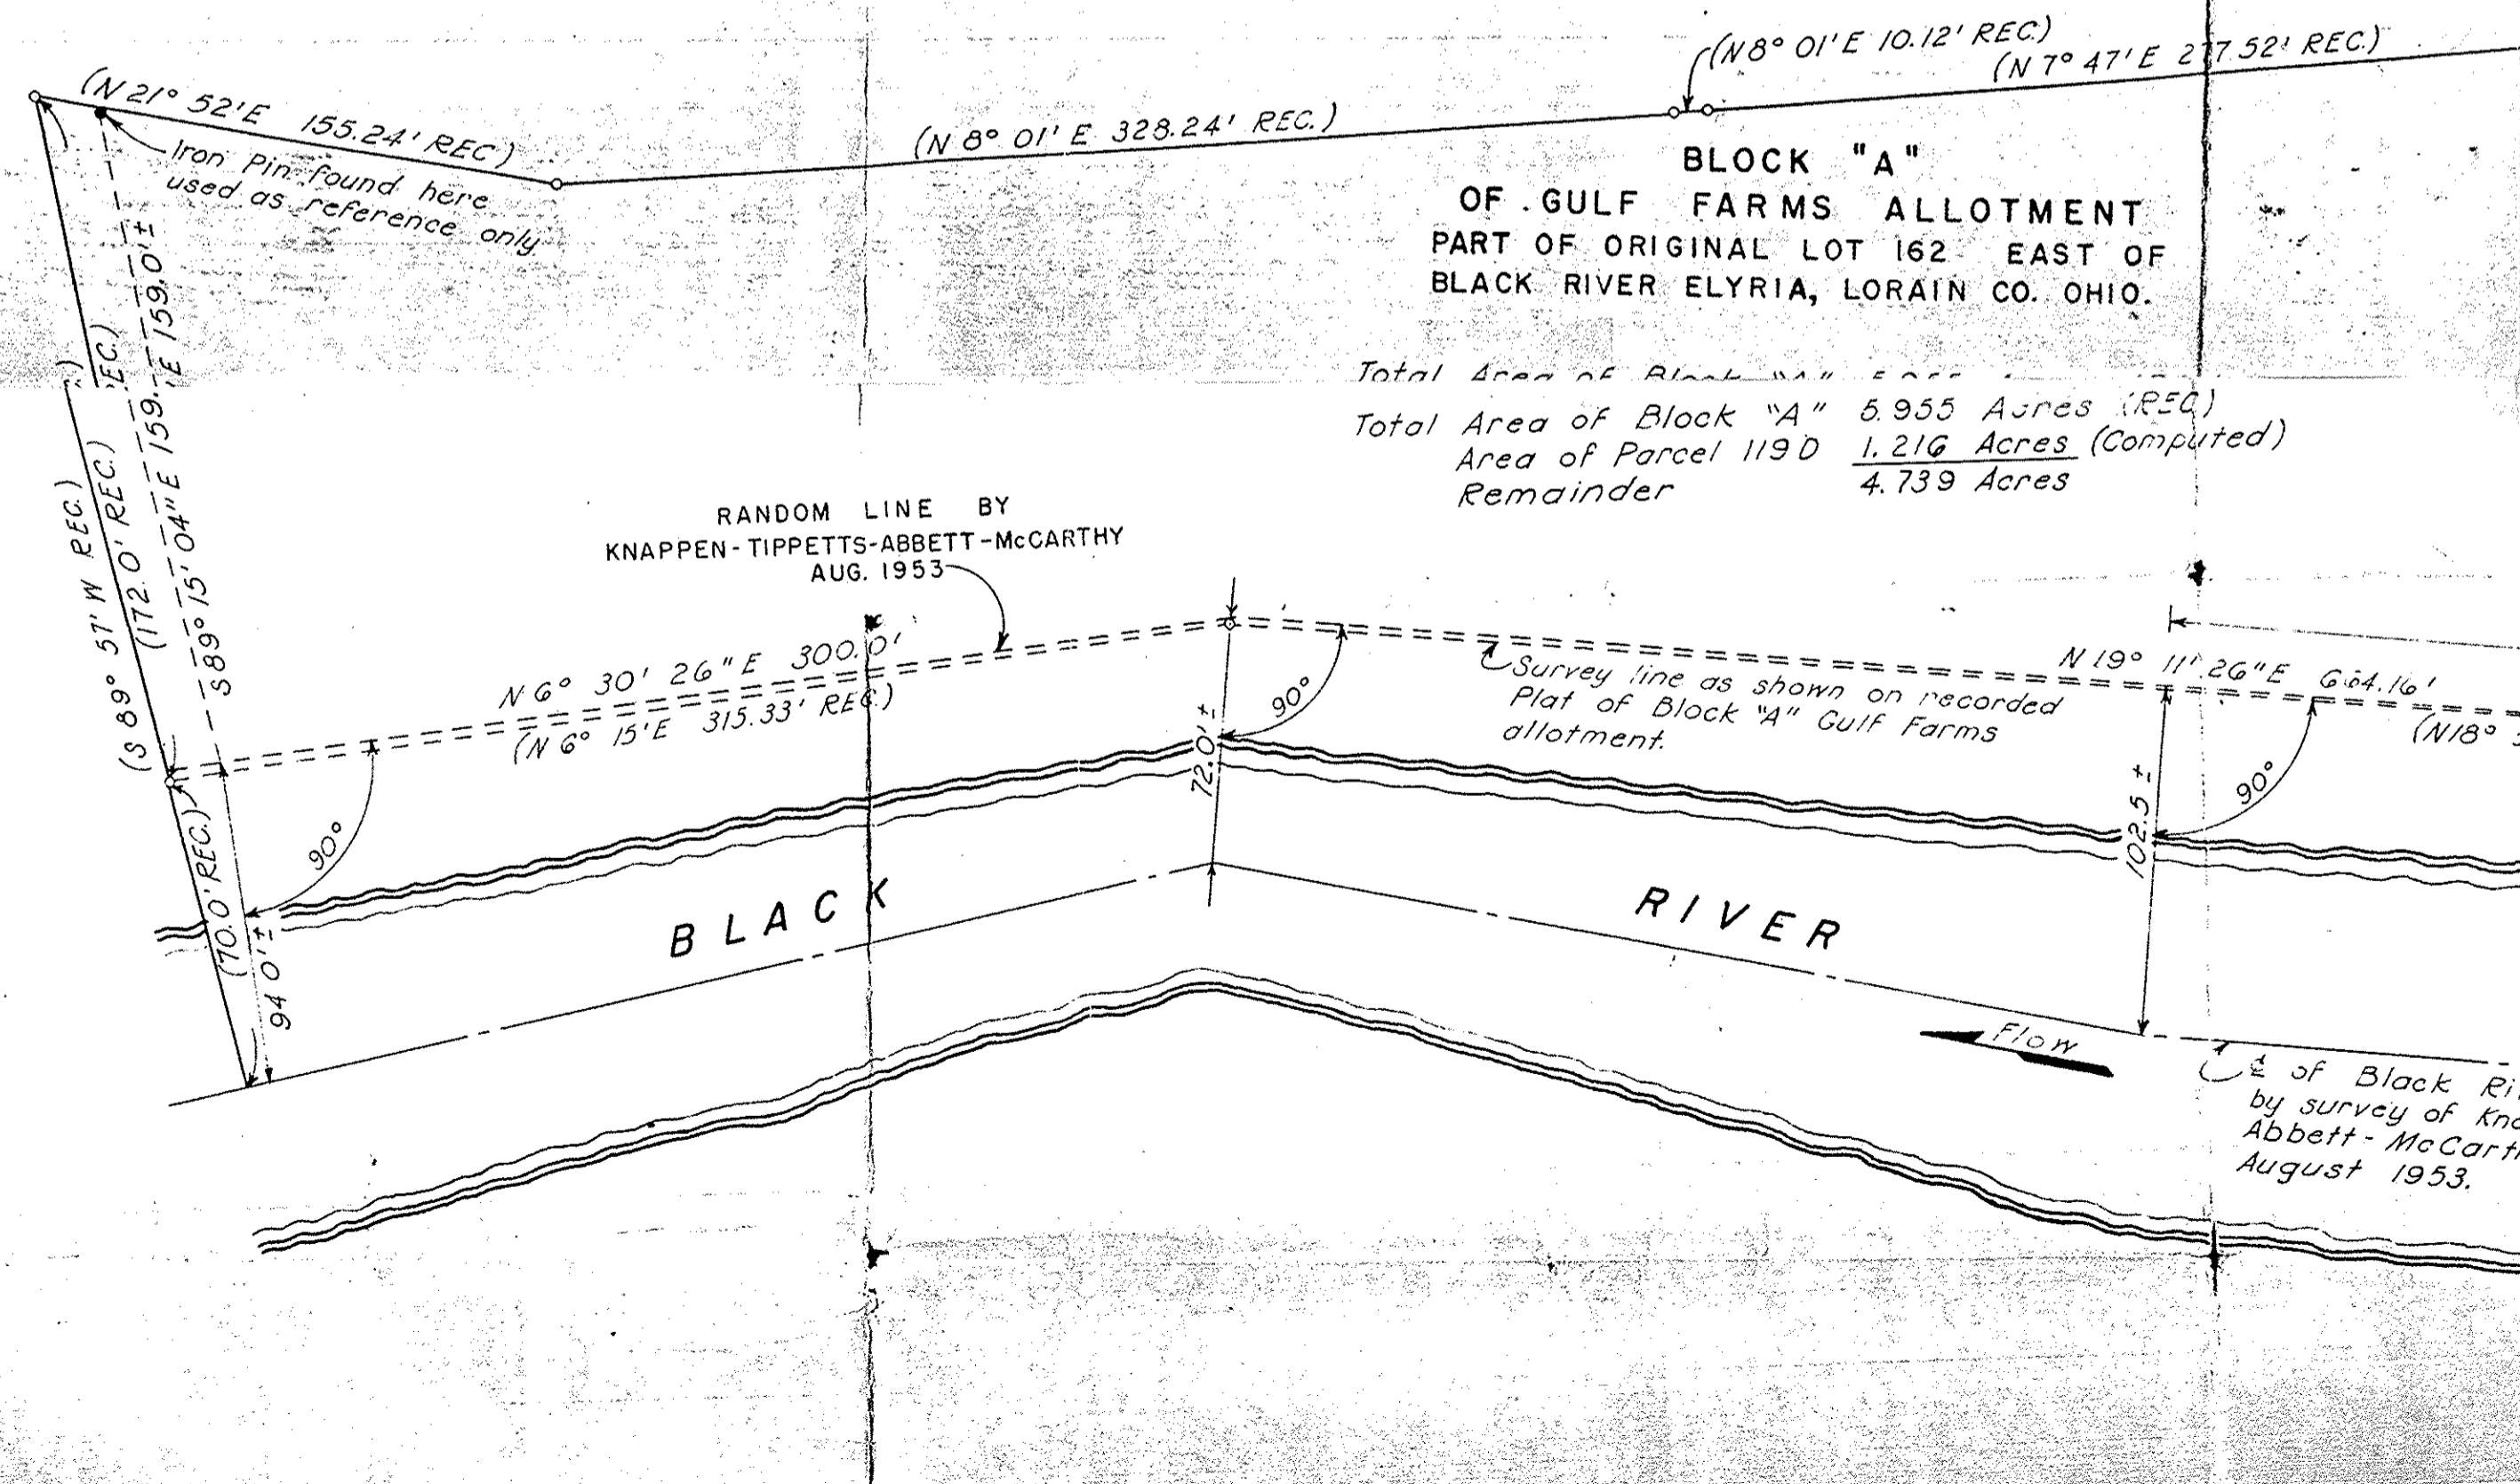 (N 8° 01' E 10.12' REC.)
(N 7° 47' E 277.52' REC.)
(N 21° 52' E 155.24' REC)
(N 8° 01' E 328.24' REC.)
Iron Pin found here
used as reference only
BLOCK "A"
OF GULF FARMS ALLOTMENT
PART OF ORIGINAL LOT 162 EAST OF
BLACK RIVER ELYRIA, LORAIN CO. OHIO.
Total Area of Block "A"
Total Area of Block "A" 5.955 Acres (REC)
Area of Parcel 119 D 1.216 Acres (Computed)
Remainder 4.739 Acres
(S 89° 57' W REC.)
(172.0' REC.)
S 89° 15' 04" E 159.0' ±
RANDOM LINE BY
KNAPPEN - TIPPETTS - ABBETT - McCARTHY
AUG. 1953
N 6° 30' 26" E 300.0'
(N 6° 15' E 315.33' REC.)
90°
Survey line as shown on recorded
Plat of Block "A" Gulf Farms
allotment.
N 19° 11' 26" E 664.16'
(N 18°
72.0' ±
90°
102.5 ±
90°
(70.0' REC.)
94.0' ±
BLACK RIVER
Flow
℄ of Black
by survey of
Abbett - McCart
August 1953.